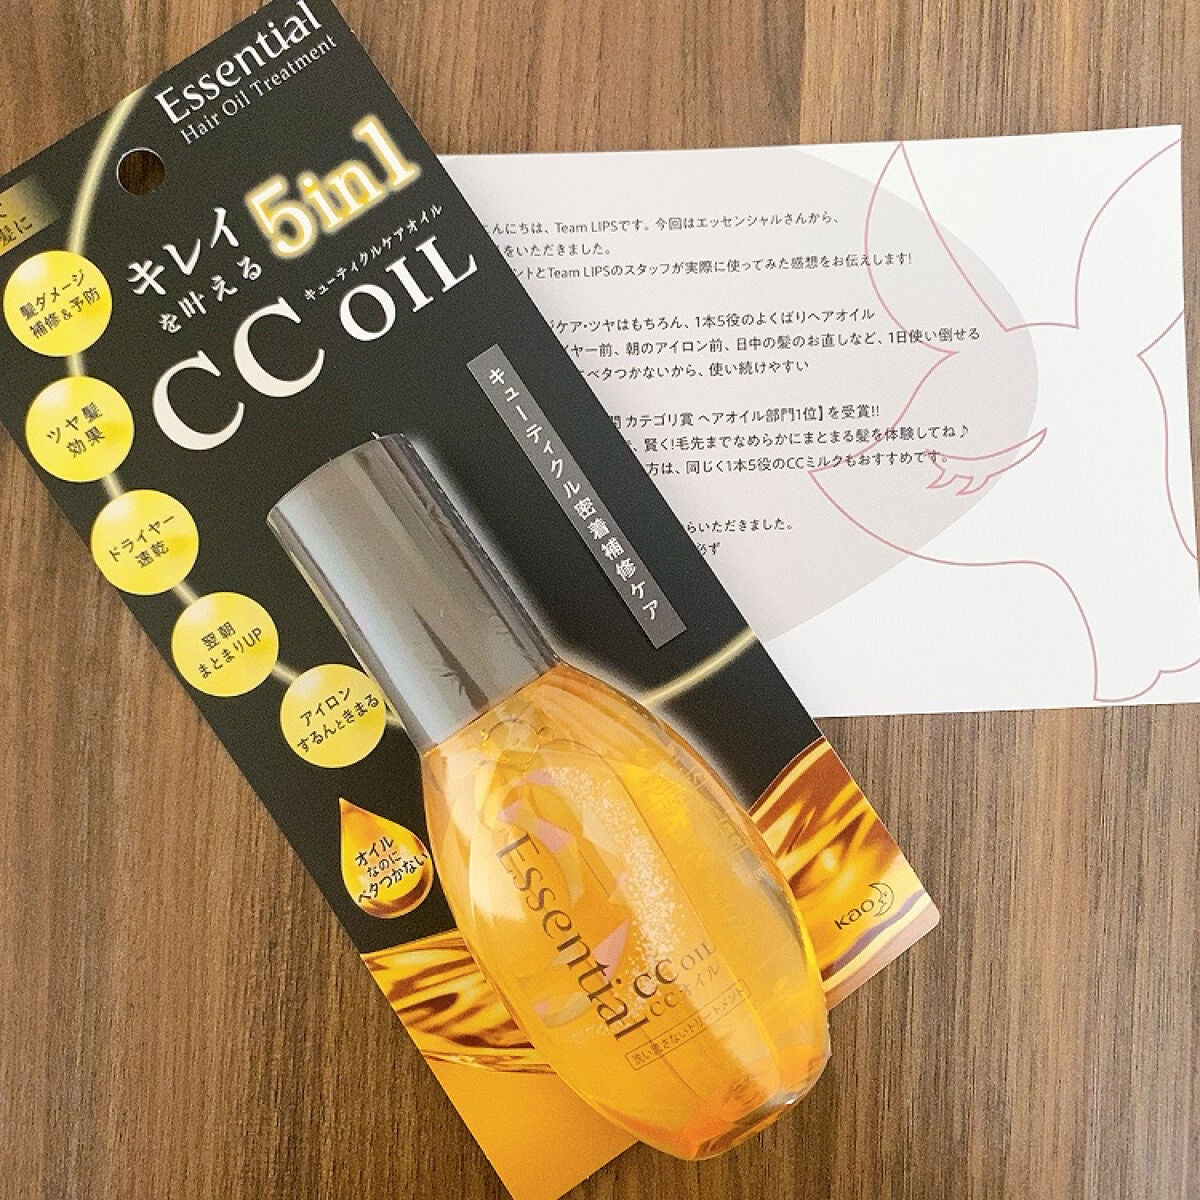 Essential
Hair Oil Treatment
髪に
キレイ
を叶える
5in1
キューティクルケアオイル
CC OIL
キューティクル密着補修ケア
髪ダメージ
補修&予防
ツヤ髪
効果
ドライヤー
速乾
翌朝
まとまりUP
アイロン
するんときまる
オイル
なのに
ベタつかない
Essential
CC OIL
CCオイル
洗い流さないトリートメント
Kao
んにちは、Team LIPSです。今回はエッセンシャルさんから、
をいただきました。
ントとTeam LIPSのスタッフが実際に使ってみた感想をお伝えします!
ジケア・ツヤはもちろん、1本5役のよくばりヘアオイル
イヤー前、朝のアイロン前、日中の髪のお直しなど、1日使い倒せる
ベタつかないから、使い続けやすい
カテゴリ賞 ヘアオイル部門1位】を受賞!!
、賢く!毛先までなめらかにまとまる髪を体験してね♪
方は、同じく1本5役のCCミルクもおすすめです。
らいただきました。
必ず